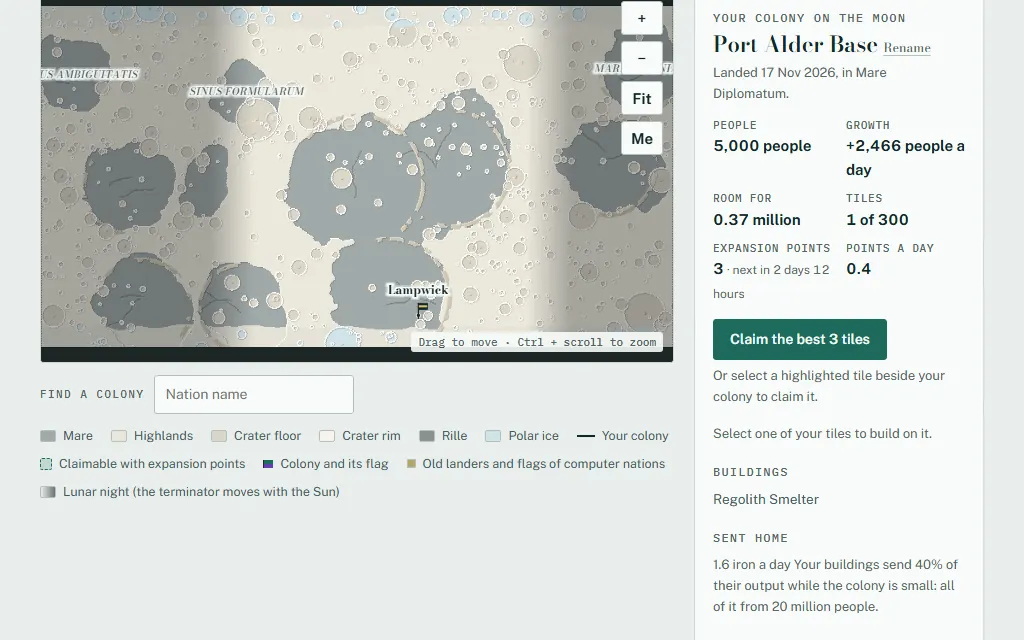 US AMBIGUITATIS
SINUS FORMULARUM
MAR
Lampwick
+
−
Fit
Me
Drag to move · Ctrl + scroll to zoom
FIND A COLONY Nation name
Mare Highlands Crater floor Crater rim Rille Polar ice Your colony
Claimable with expansion points Colony and its flag Old landers and flags of computer nations
Lunar night (the terminator moves with the Sun)
YOUR COLONY ON THE MOON
Port Alder Base Rename
Landed 17 Nov 2026, in Mare
Diplomatum.
PEOPLE GROWTH
5,000 people +2,466 people a
day
ROOM FOR TILES
0.37 million 1 of 300
EXPANSION POINTS POINTS A DAY
3 · next in 2 days 12 0.4
hours
Claim the best 3 tiles
Or select a highlighted tile beside your
colony to claim it.
Select one of your tiles to build on it.
BUILDINGS
Regolith Smelter
SENT HOME
1.6 iron a day Your buildings send 40% of
their output while the colony is small: all
of it from 20 million people.